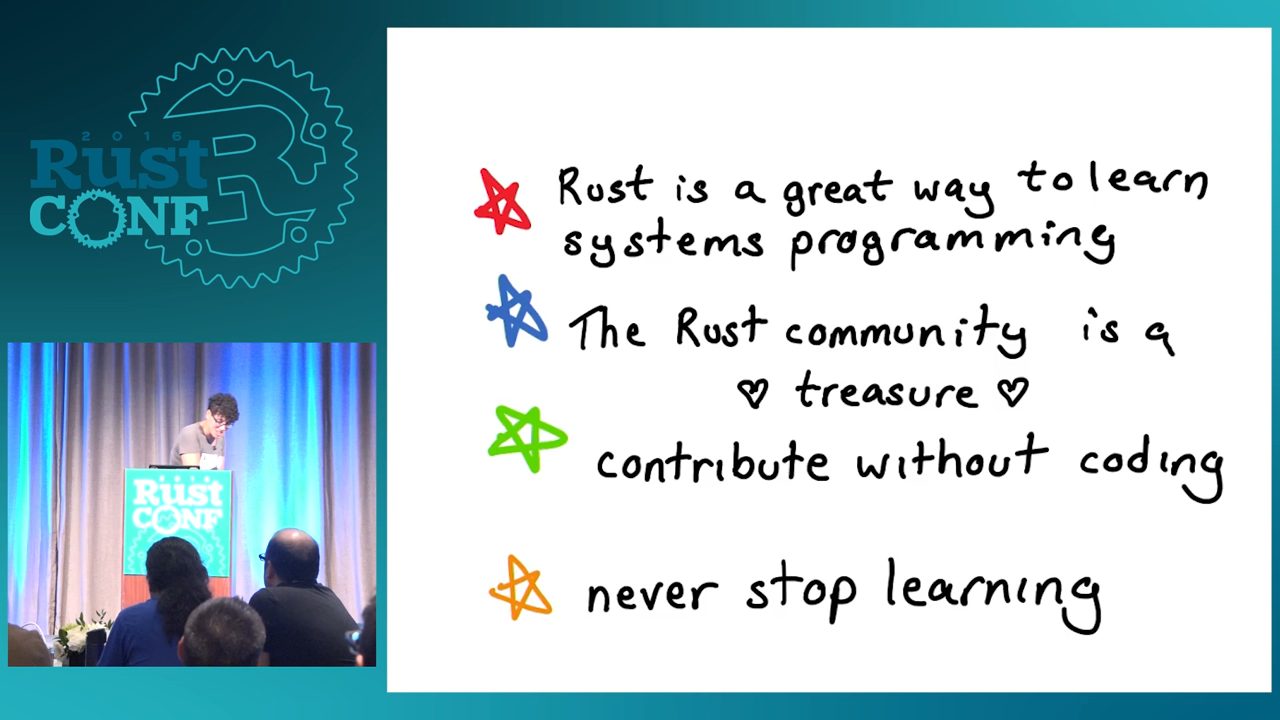 2016
Rust
CONF
R
Rust is a great way to learn
systems programming
The Rust community is a
♡ treasure ♡
contribute without coding
never stop learning
2016
Rust
CONF